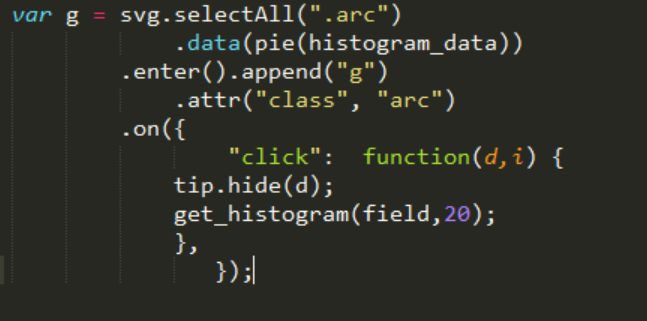 var g = svg.selectAll(".arc")
.data(pie(histogram_data))
.enter().append("g")
.attr("class", "arc")
.on({
"click":  function(d,i) {
tip.hide(d);
get_histogram(field,20);
},
});